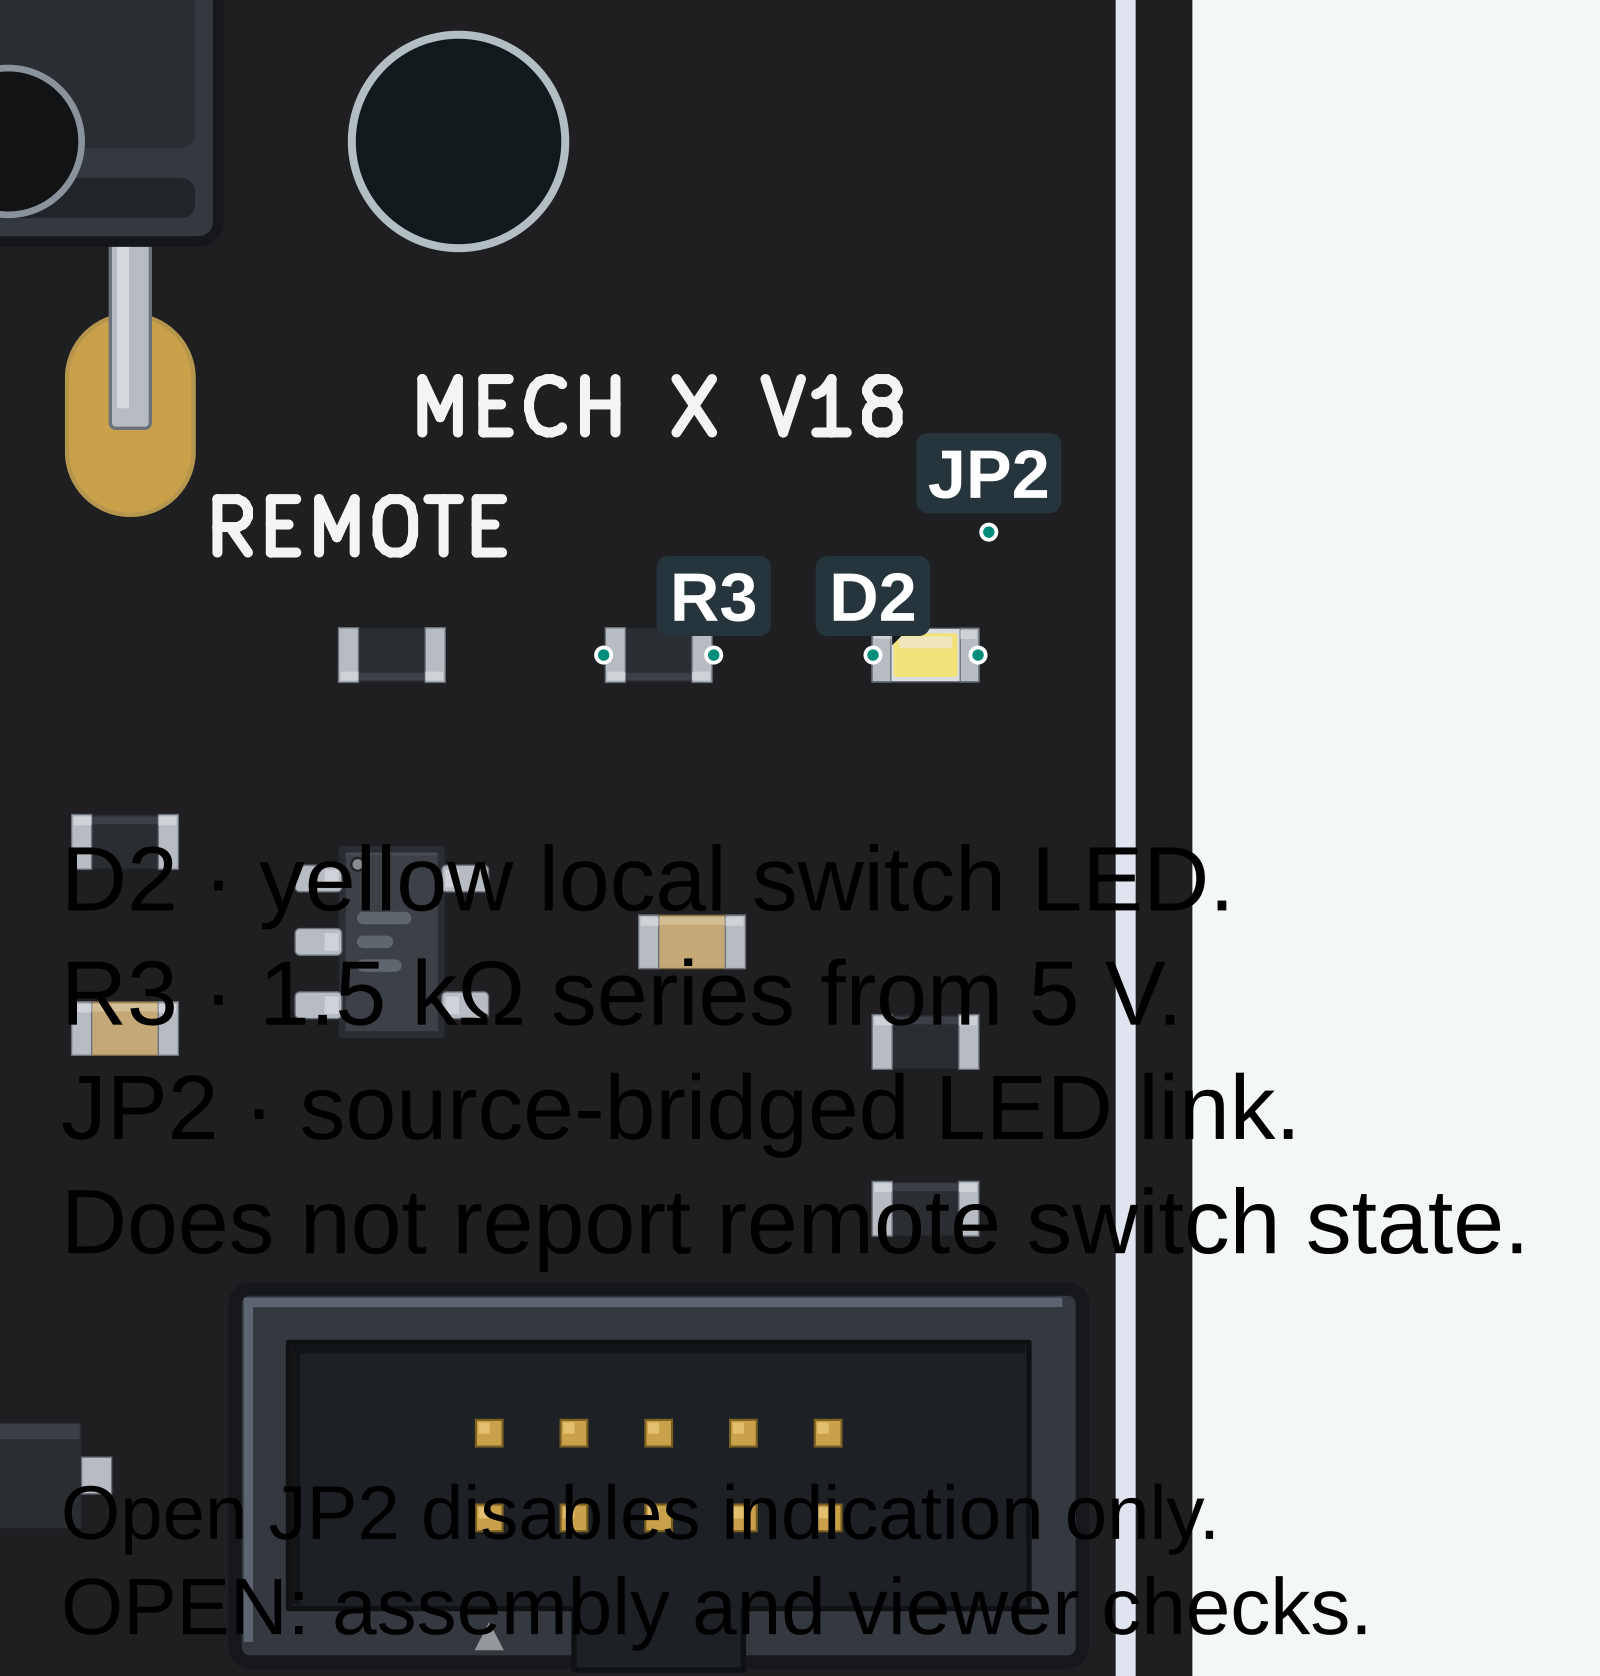 MECH X V18
JP2
REMOTE
R3
D2
D2 · yellow local switch LED.
R3 · 1.5 kΩ series from 5 V.
JP2 · source-bridged LED link.
Does not report remote switch state.
Open JP2 disables indication only.
OPEN: assembly and viewer checks.